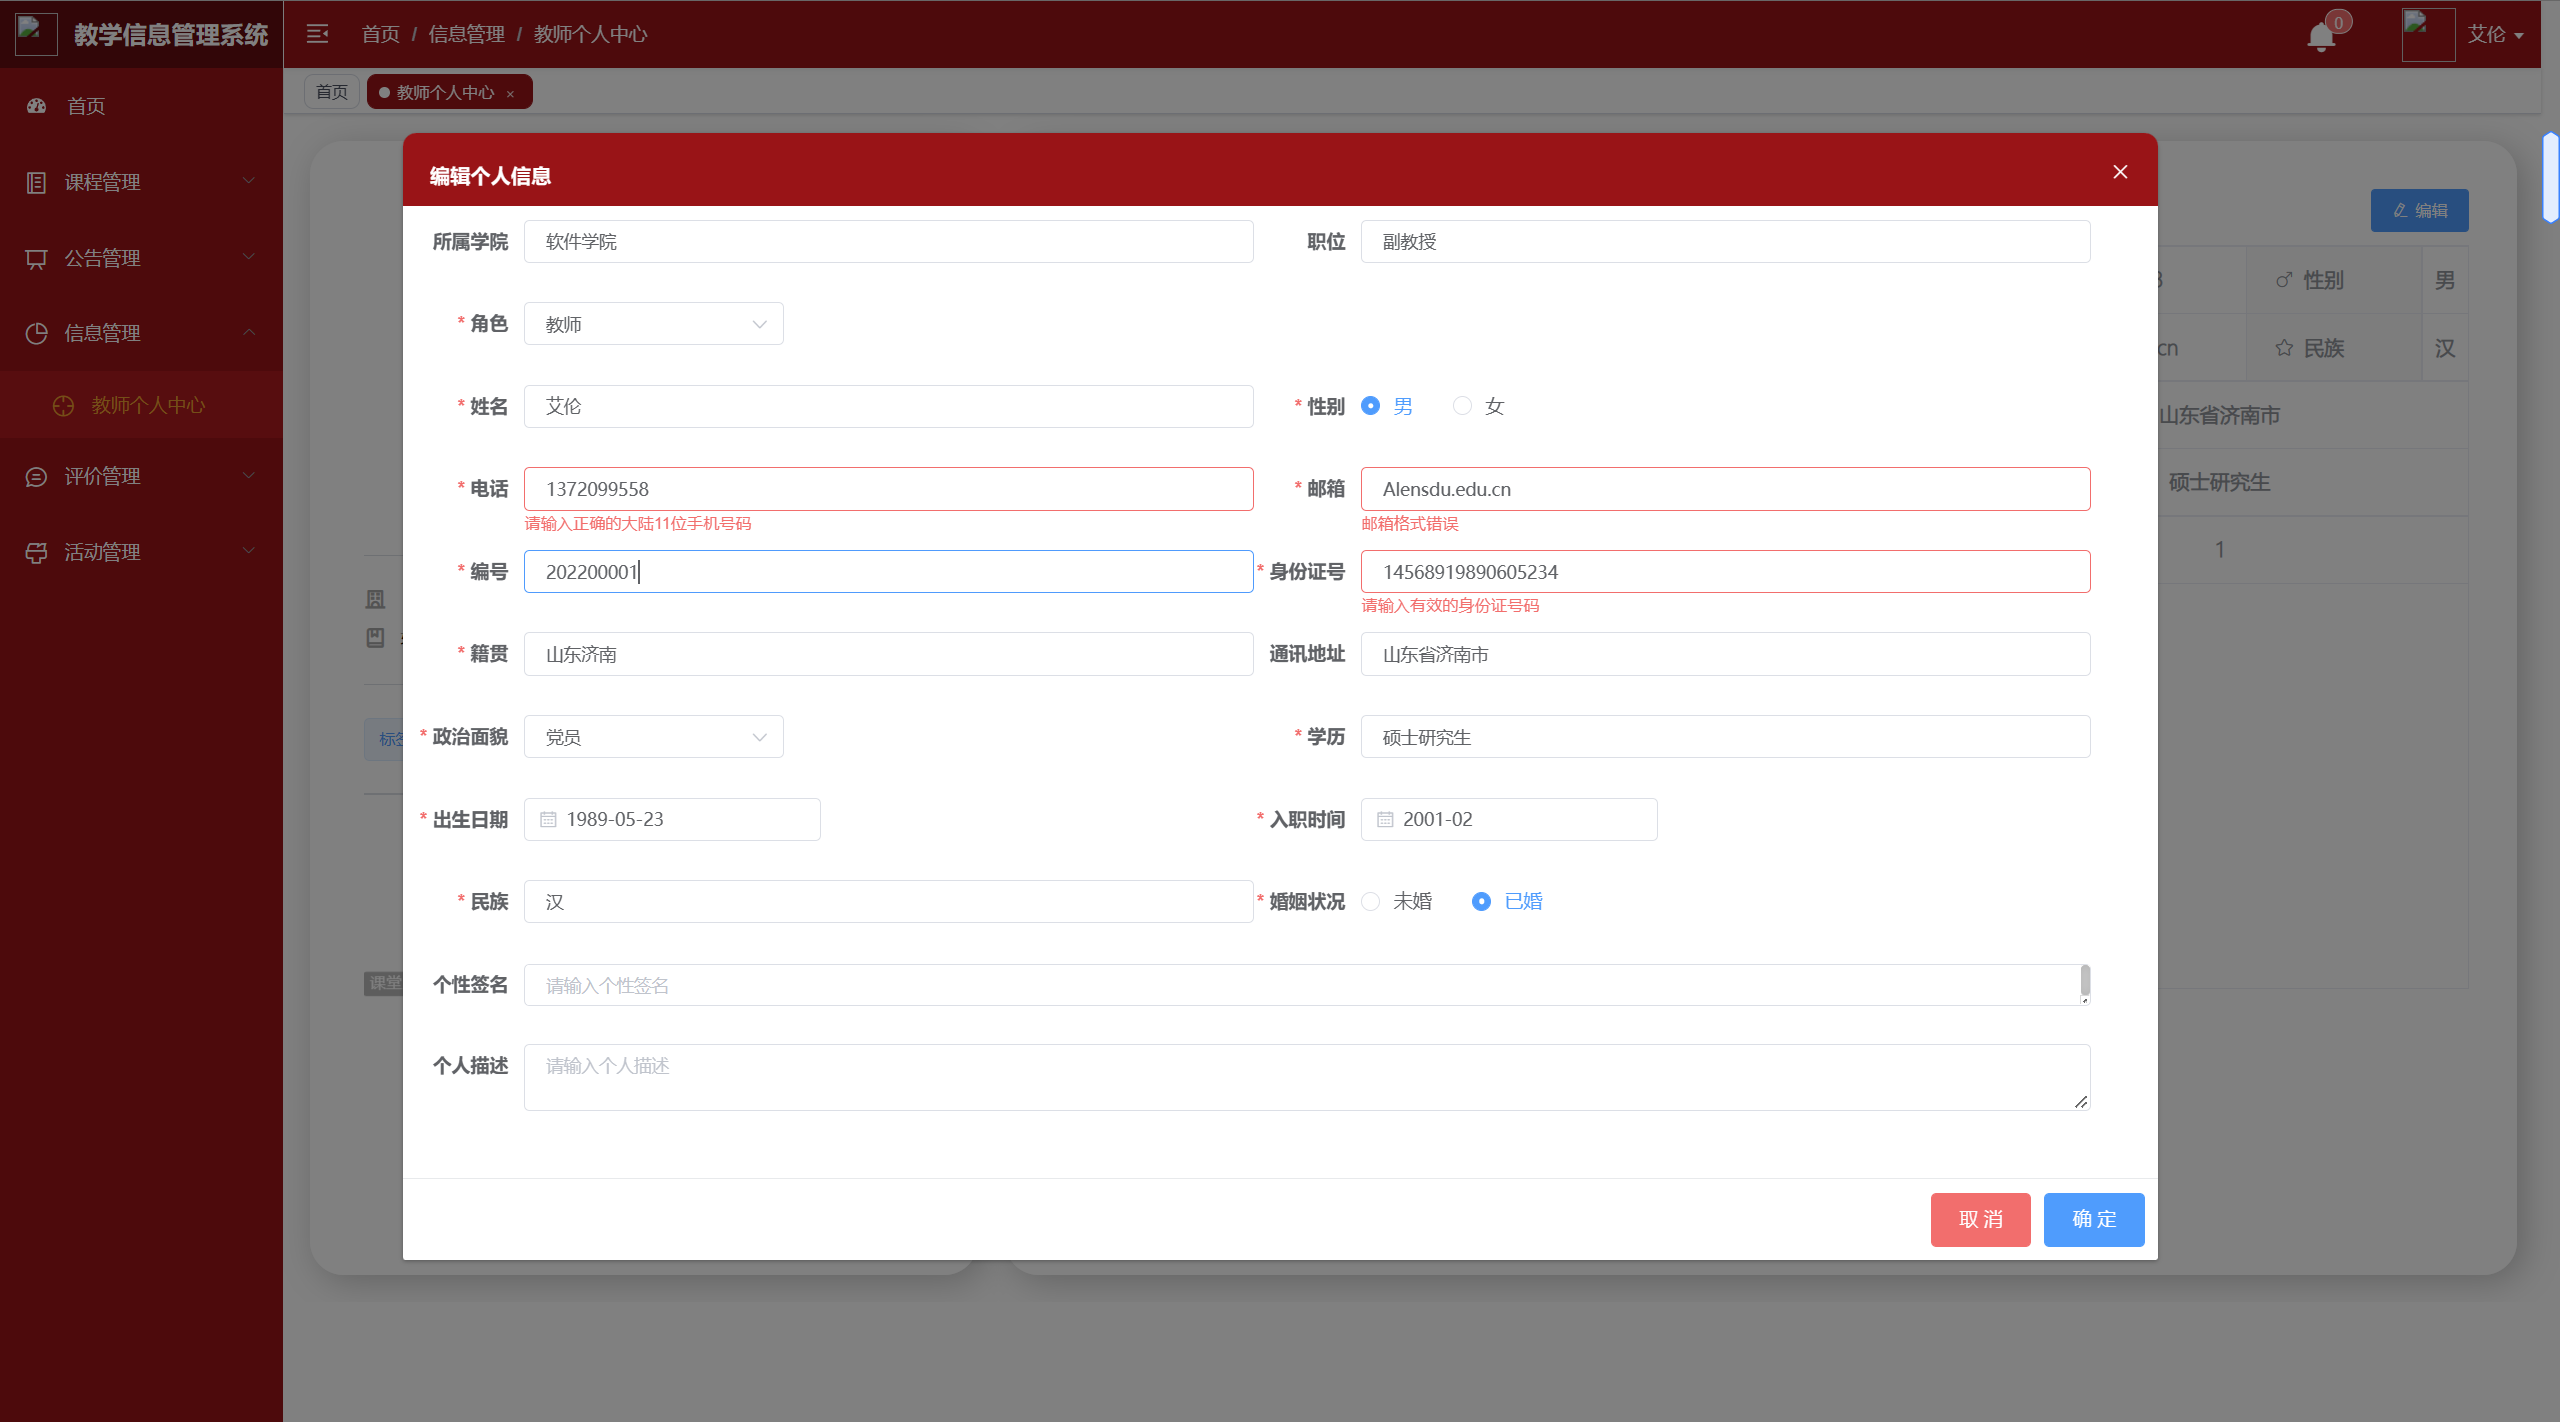 教学信息管理系统
首页 / 信息管理 / 教师个人中心
0
艾伦
首页
教师个人中心 ×
首页
课程管理
公告管理
信息管理
教师个人中心
评价管理
活动管理
编辑
性别 男
cn 民族 汉
山东省济南市
硕士研究生
1
标签
课堂
编辑个人信息
所属学院 软件学院 职位 副教授
* 角色 教师
* 姓名 艾伦 * 性别 男 女
* 电话 1372099558 * 邮箱 Alensdu.edu.cn
请输入正确的大陆11位手机号码 邮箱格式错误
* 编号 202200001 * 身份证号 14568919890605234
请输入有效的身份证号码
* 籍贯 山东济南 通讯地址 山东省济南市
* 政治面貌 党员 * 学历 硕士研究生
* 出生日期 1989-05-23 * 入职时间 2001-02
* 民族 汉 * 婚姻状况 未婚 已婚
个性签名 请输入个性签名
个人描述 请输入个人描述
取 消 确 定